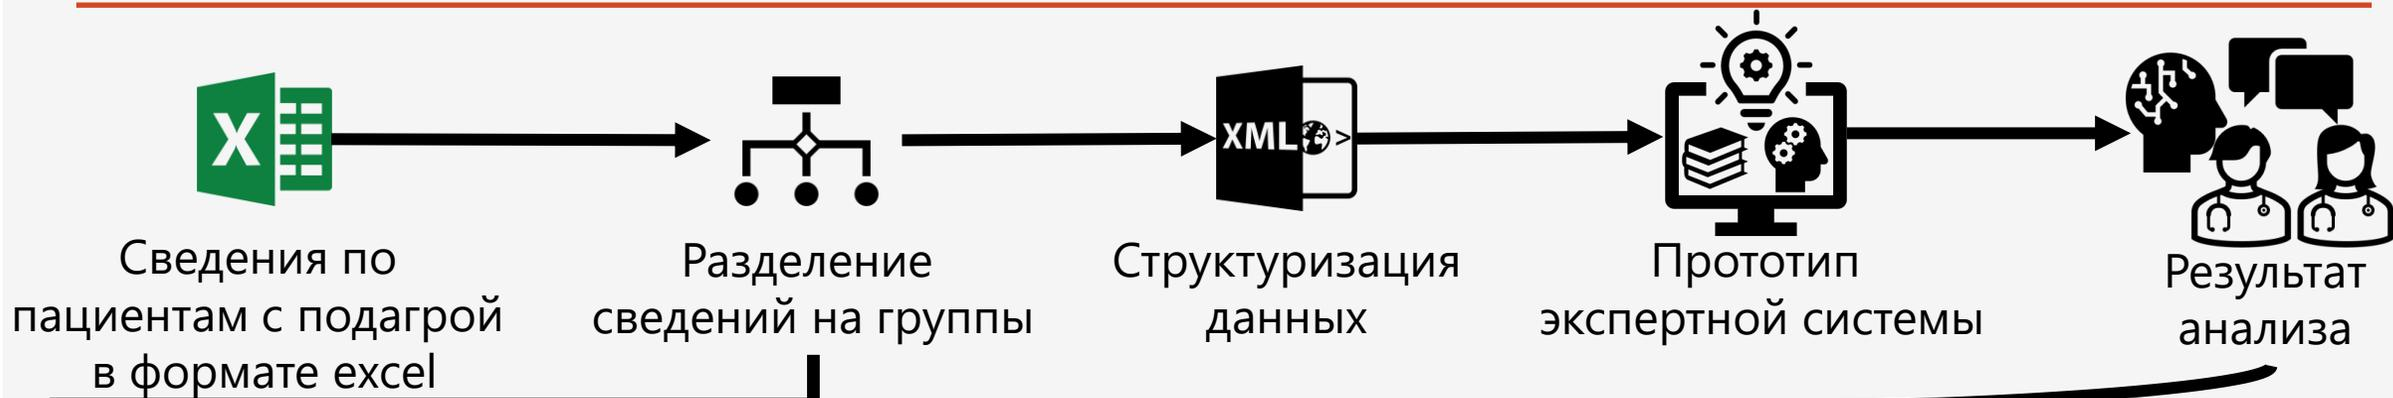 X
XML
>
Сведения по
пациентам с подагрой
в формате excel
Разделение
сведений на группы
Структуризация
данных
Прототип
экспертной системы
Результат
анализа